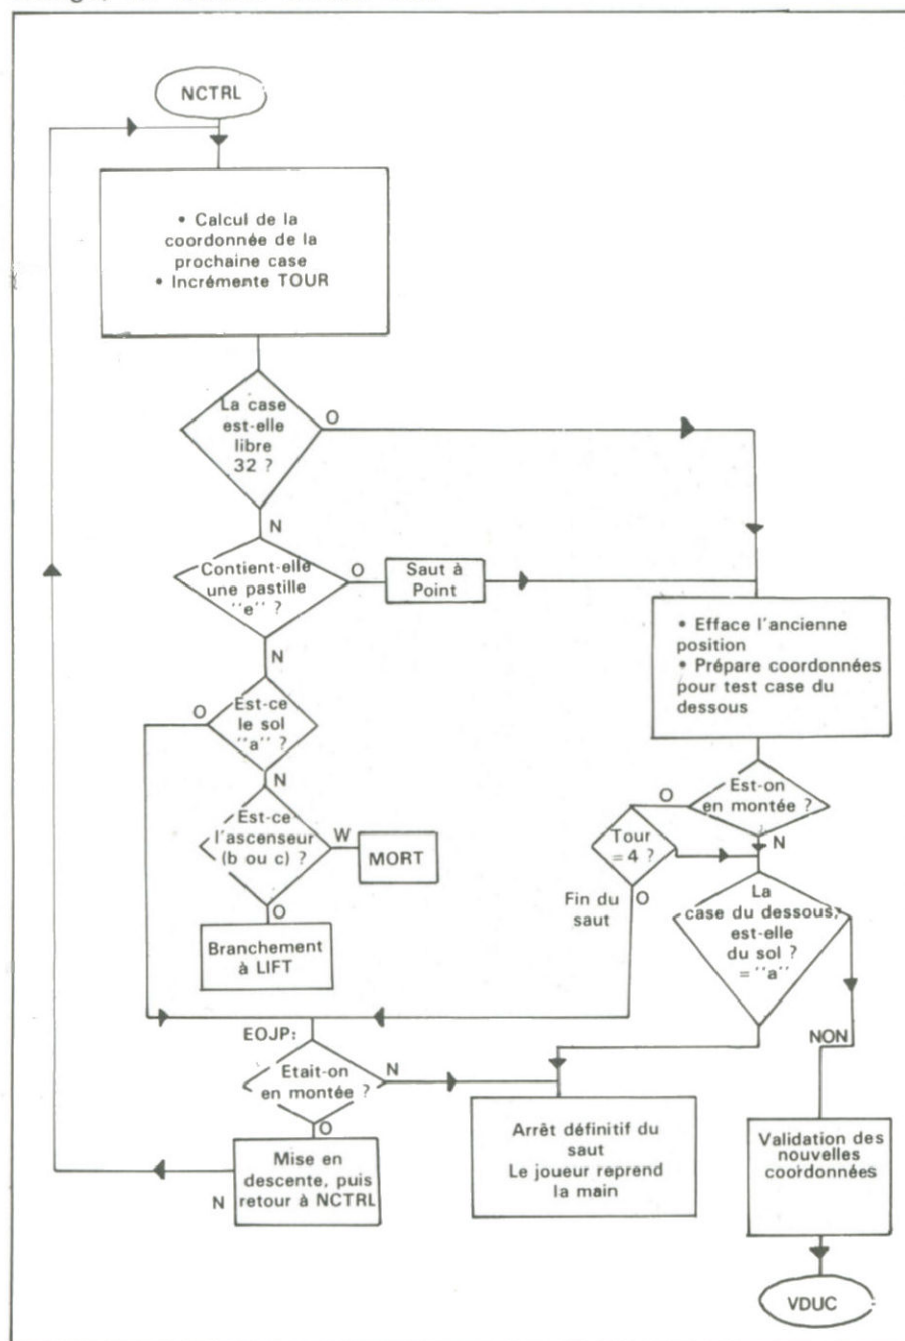 NCTRL
• Calcul de la
coordonnée de la
prochaine case
• Incrémente TOUR
La case
est-elle
libre
32 ?
O
N
Contient-elle
une pastille
"e" ?
O
Saut à
Point
N
• Efface l'ancienne
position
• Prépare coordonnées
pour test case du
dessous
Est-ce
le sol
"a" ?
O
N
Est-ce
l'ascenseur
(b ou c) ?
W
MORT
O
Branchement
à LIFT
Est-on
en montée ?
O
N
Tour
= 4 ?
O
Fin du
saut
La
case du dessous,
est-elle
du sol ?
= "a"
NON
EOJP:
Etait-on
en montée ?
N
O
Mise en
descente, puis
retour à NCTRL
N
Arrêt définitif du
saut
Le joueur reprend
la main
Validation des
nouvelles
coordonnées
VDUC